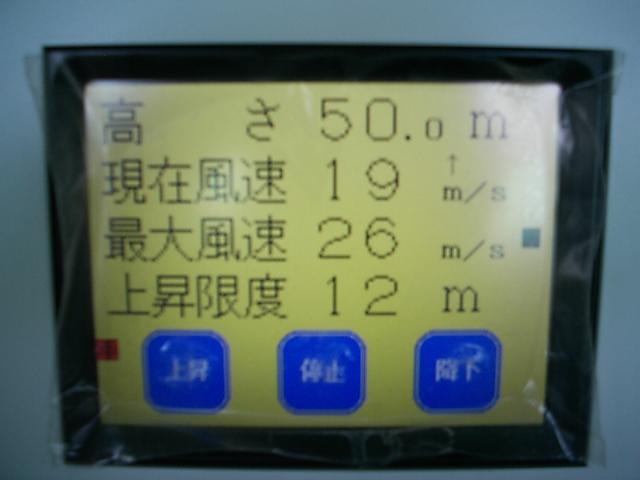 高さ 50.0 m
現在風速 19 ↑ m/s
最大風速 26 m/s
上昇限度 12 m
上昇 停止 降下